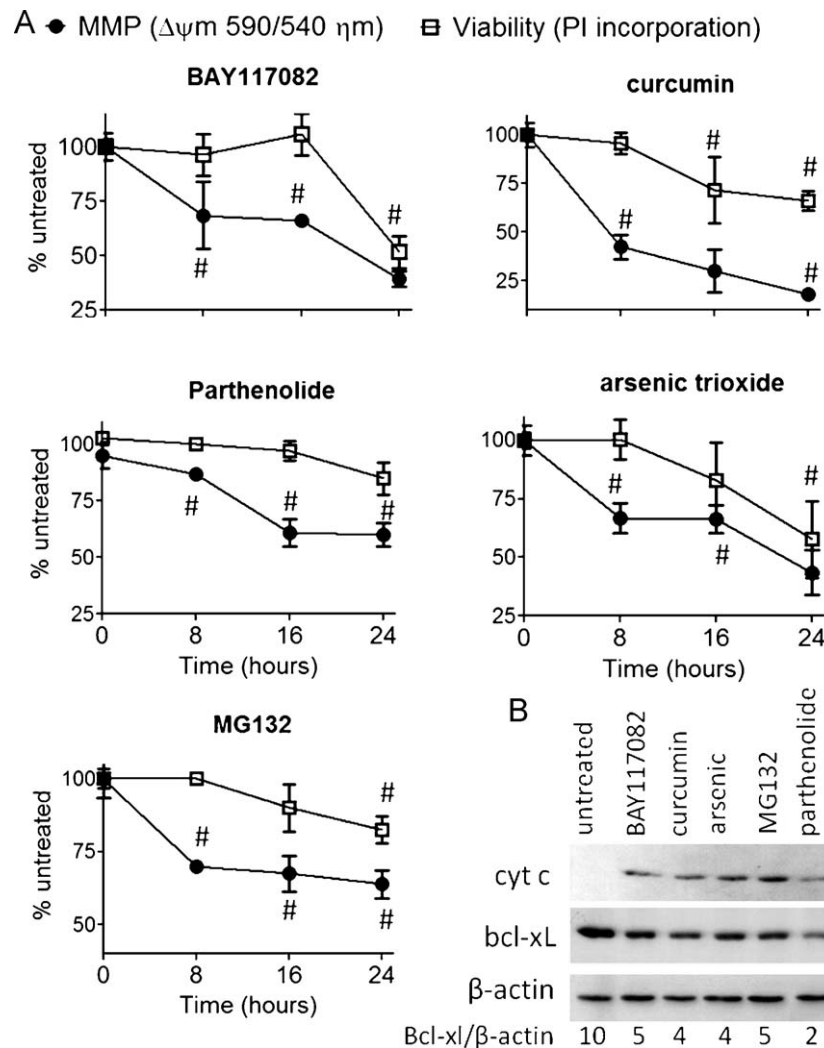 A ● MMP (Δψm 590/540 ηm) Viability (PI incorporation)
BAY117082
% untreated
100
75
50
25
#
#
#
curcumin
100
75
50
25
#
#
#
#
Parthenolide
% untreated
100
75
50
25
#
#
#
0 8 16 24
Time (hours)
arsenic trioxide
100
75
50
25
#
#
#
0 8 16 24
Time (hours)
MG132
% untreated
100
75
50
#
#
#
#
0 8 16 24
Time (hours)
B
untreated
BAY117082
curcumin
arsenic
MG132
parthenolide
cyt c
bcl-xL
β-actin
Bcl-xl/β-actin 10 5 4 4 5 2